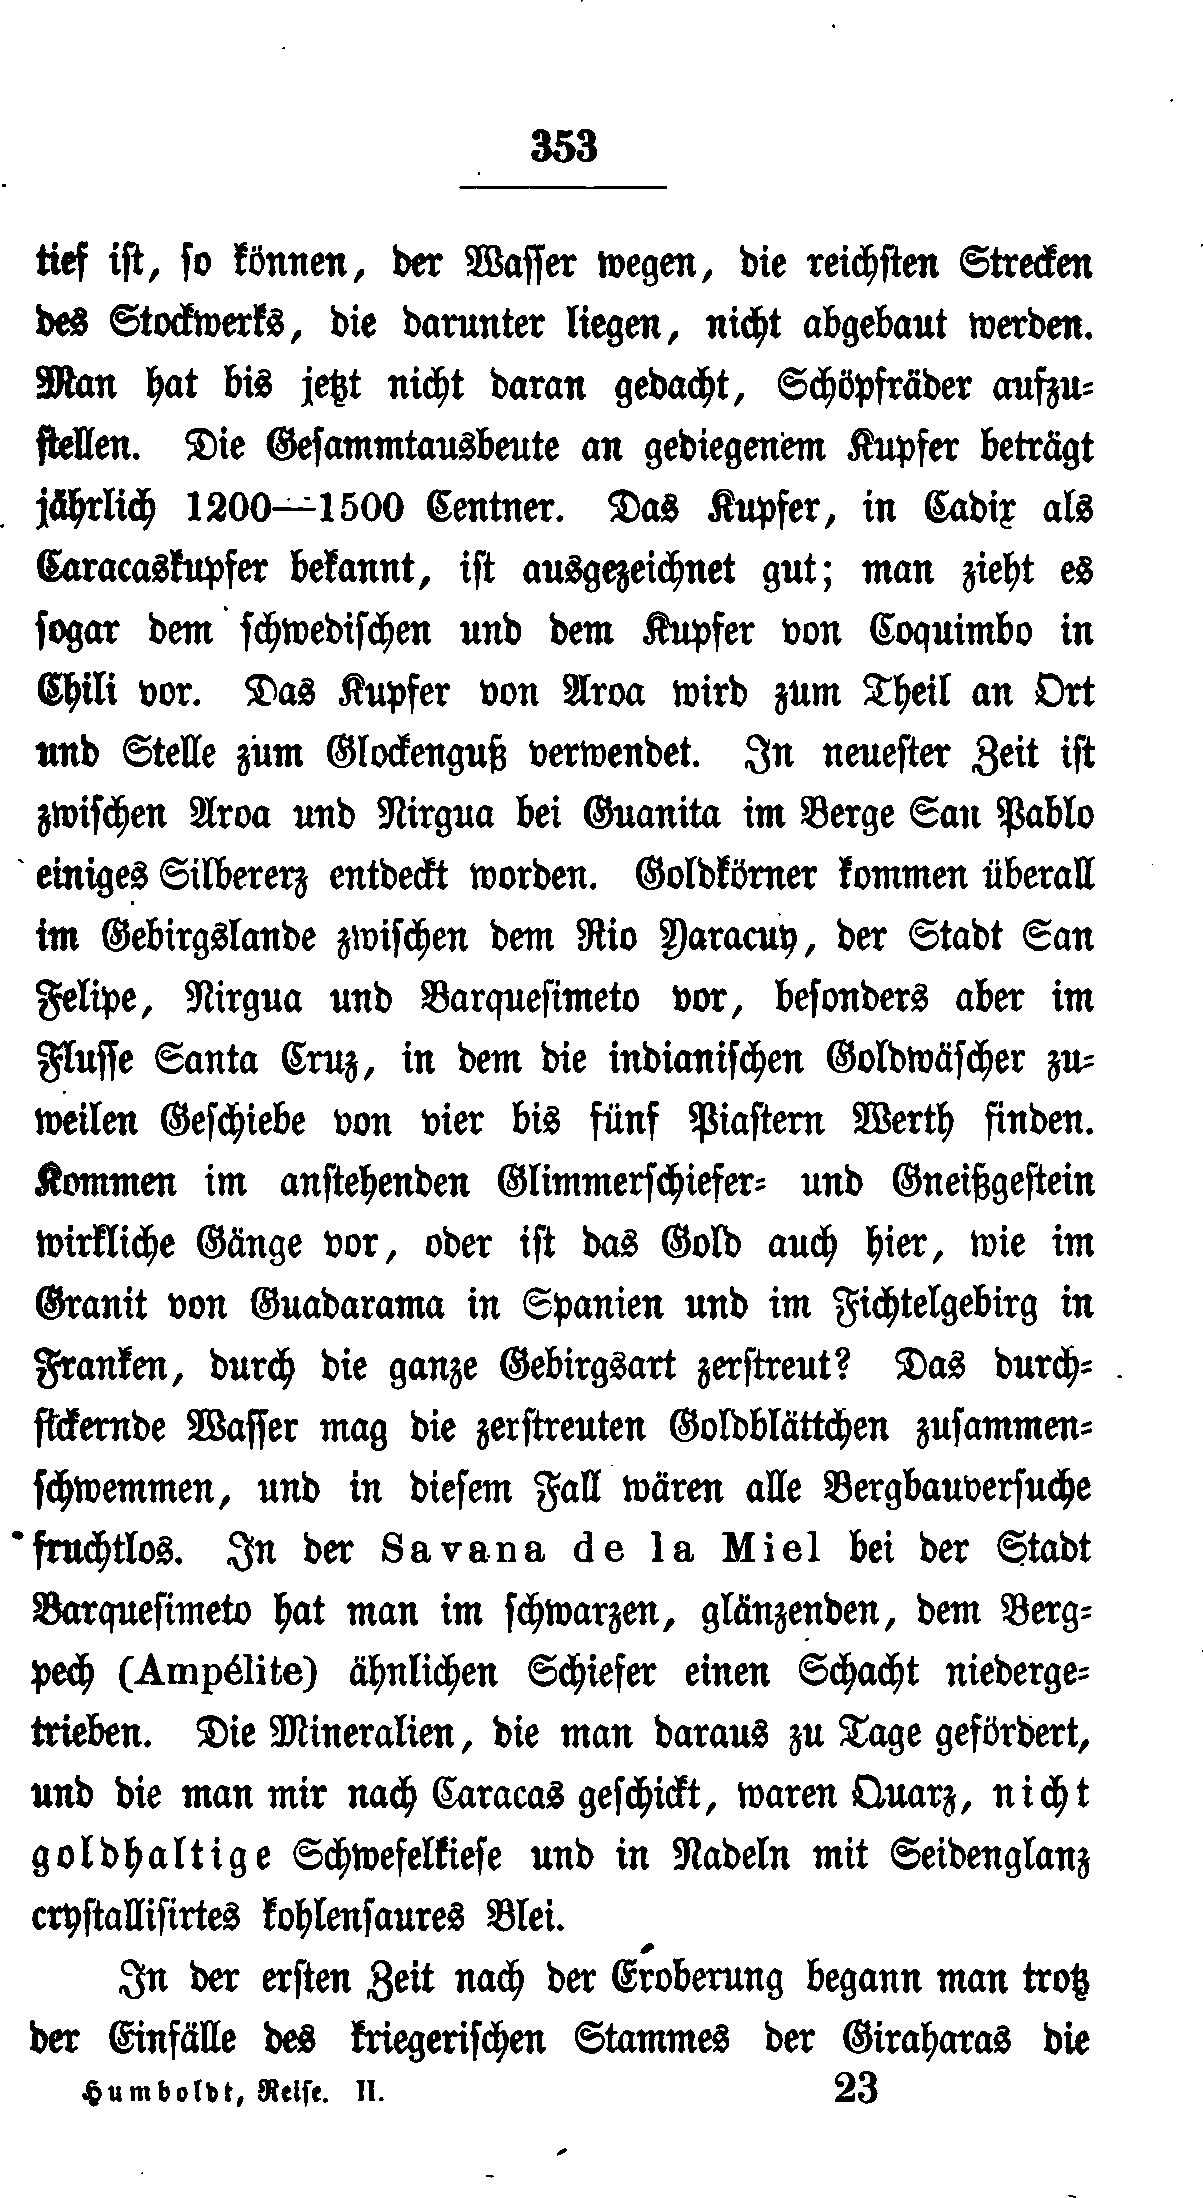 353
tief ist, so können, der Wasser wegen, die reichsten Strecken
des Stockwerks, die darunter liegen, nicht abgebaut werden.
Man hat bis jetzt nicht daran gedacht, Schöpfräder aufzu-
stellen. Die Gesammtausbeute an gediegenem Kupfer beträgt
jährlich 1200—1500 Centner. Das Kupfer, in Cadix als
Caracaskupfer bekannt, ist ausgezeichnet gut; man zieht es
sogar dem schwedischen und dem Kupfer von Coquimbo in
Chili vor. Das Kupfer von Aroa wird zum Theil an Ort
und Stelle zum Glockenguß verwendet. In neuester Zeit ist
zwischen Aroa und Nirgua bei Guanita im Berge San Pablo
einiges Silbererz entdeckt worden. Goldkörner kommen überall
im Gebirgslande zwischen dem Rio Yaracuy, der Stadt San
Felipe, Nirgua und Barquesimeto vor, besonders aber im
Flusse Santa Cruz, in dem die indianischen Goldwäscher zu-
weilen Geschiebe von vier bis fünf Piastern Werth finden.
Kommen im anstehenden Glimmerschiefer- und Gneißgestein
wirkliche Gänge vor, oder ist das Gold auch hier, wie im
Granit von Guadarama in Spanien und im Fichtelgebirg in
Franken, durch die ganze Gebirgsart zerstreut? Das durch-
sickernde Wasser mag die zerstreuten Goldblättchen zusammen-
schwemmen, und in diesem Fall wären alle Bergbauversuche
fruchtlos. In der Savana de la Miel bei der Stadt
Barquesimeto hat man im schwarzen, glänzenden, dem Berg-
pech (Ampélite) ähnlichen Schiefer einen Schacht niederge-
trieben. Die Mineralien, die man daraus zu Tage gefördert,
und die man mir nach Caracas geschickt, waren Quarz, nicht
goldhaltige Schwefelkiese und in Nadeln mit Seidenglanz
crystallisirtes kohlensaures Blei.
In der ersten Zeit nach der Eroberung begann man trotz
der Einfälle des kriegerischen Stammes der Giraharas die
Humboldt, Reise. II. 23